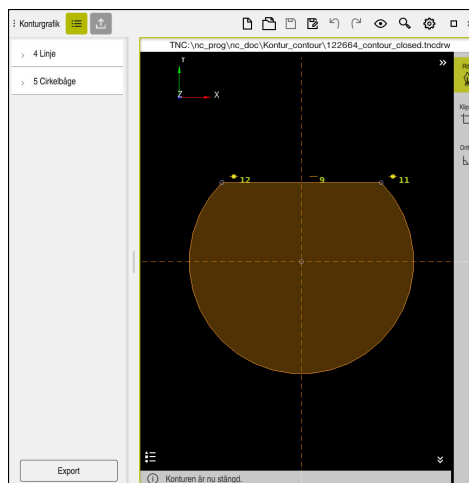 Konturgrafik
TNC:\nc_prog\nc_doc\Kontur_contour\122664_contour_closed.tncdrw
4 Linje
5 Cirkelbåge
Y
Z
X
12
9
11
Export
Konturen är nu stängd.